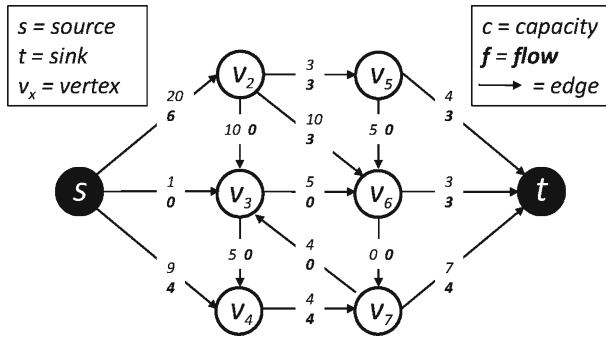 s = source
t = sink
vₓ = vertex
c = capacity
f = flow
= edge
v₂
3
3
v₅
20
6
10
3
4
3
10 0
5 0
s
1
0
v₃
5
0
v₆
3
3
t
9
4
5 0
4
0
0 0
7
4
v₄
4
4
v₇